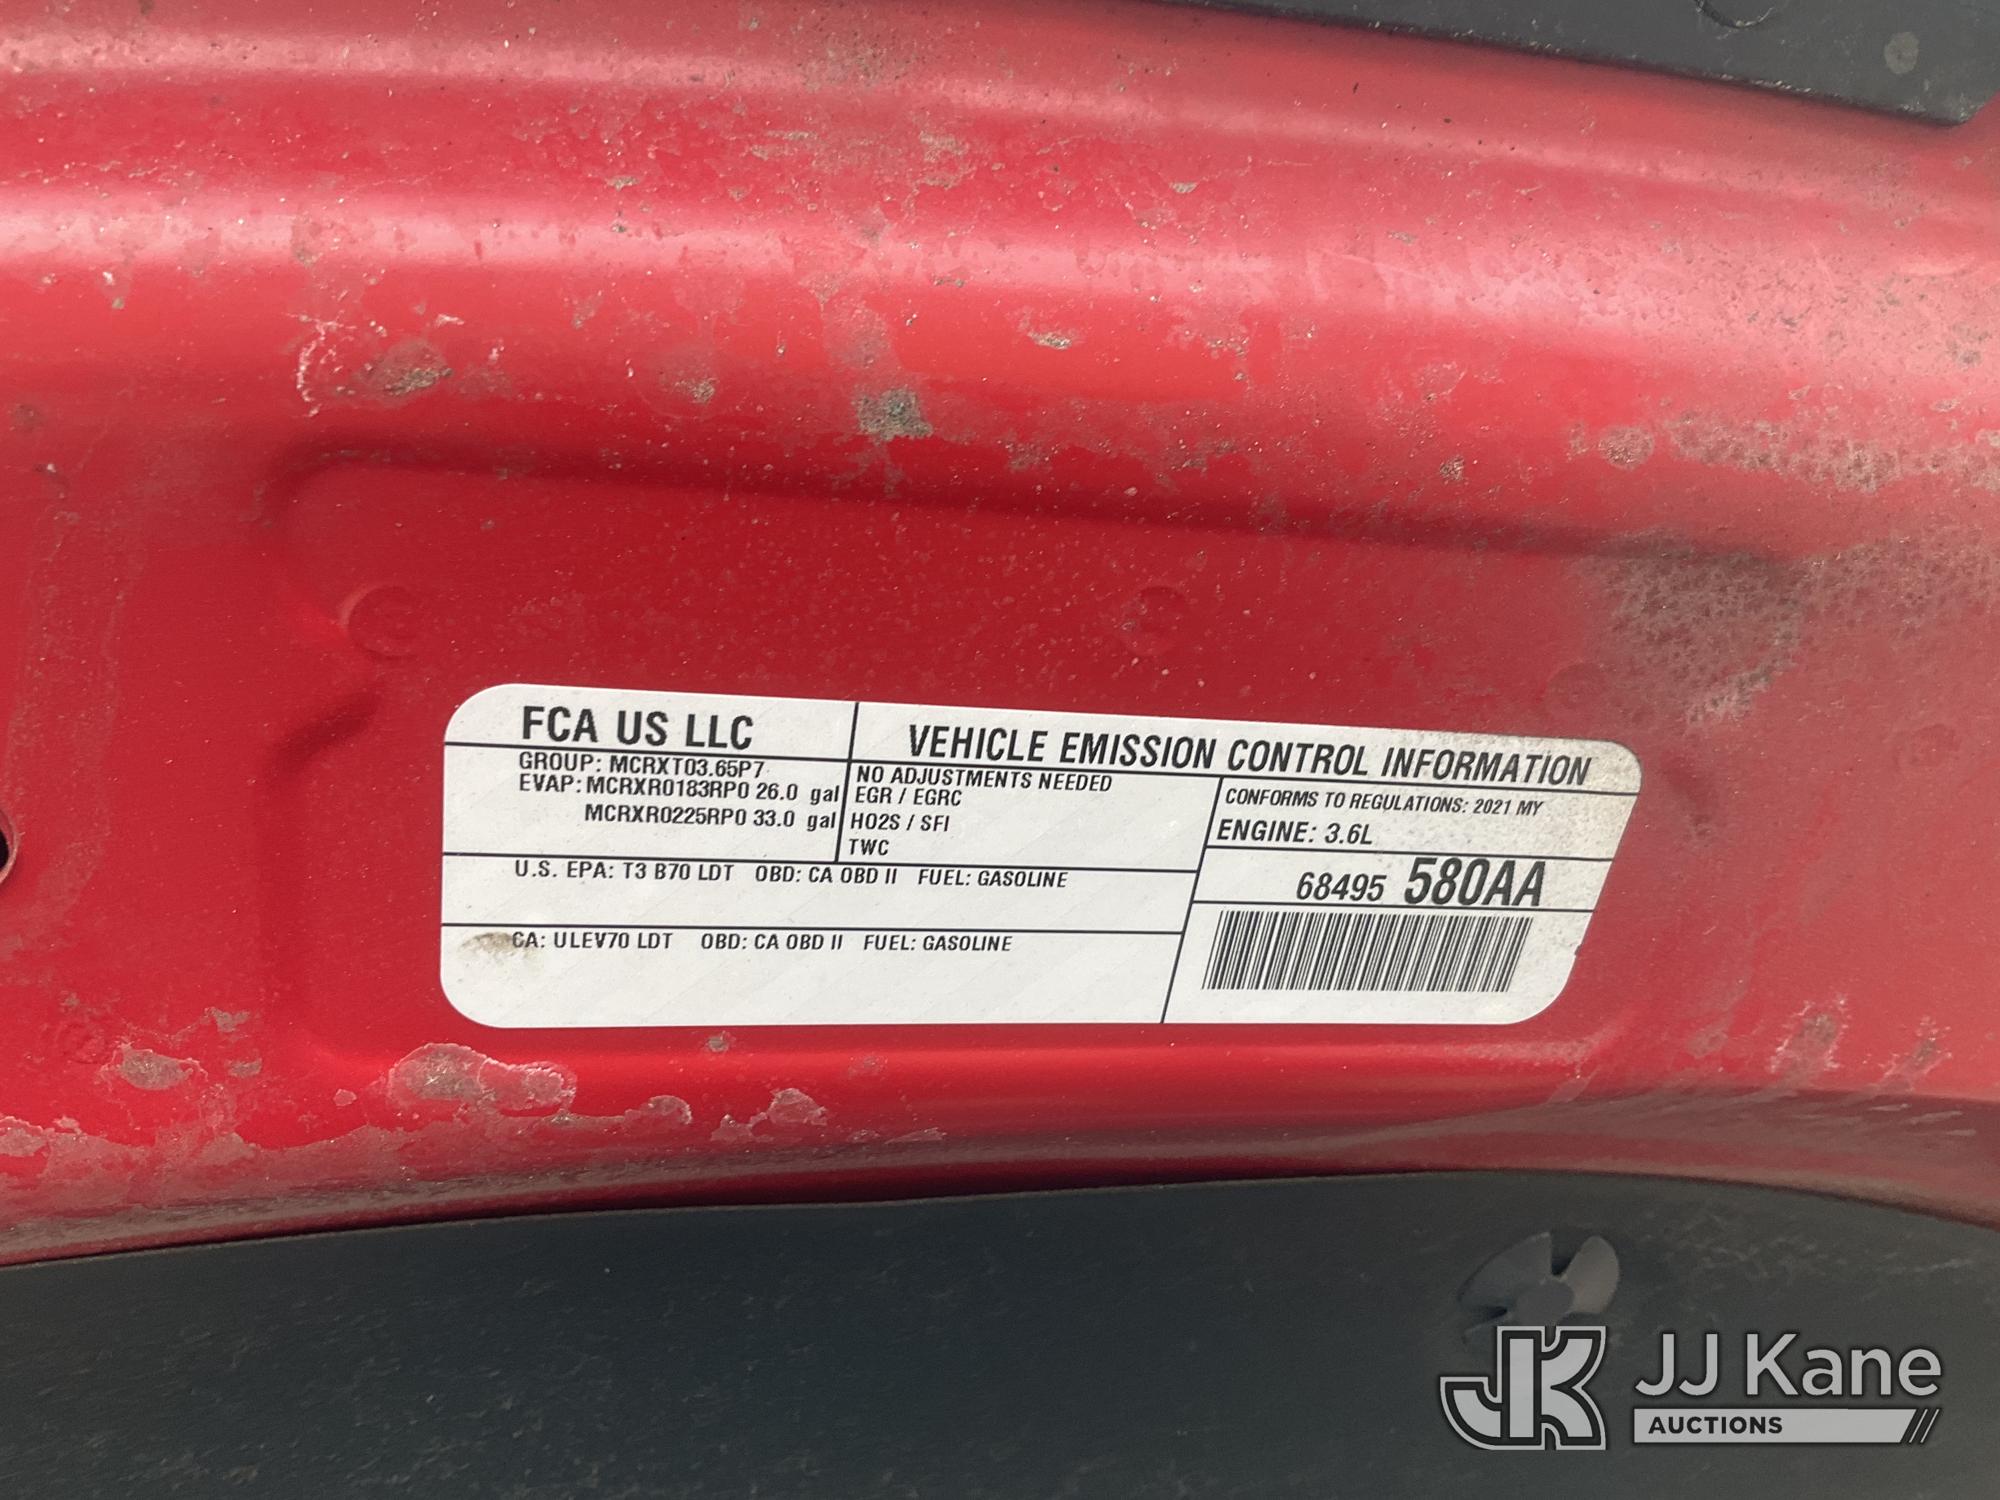 FCA US LLC
VEHICLE EMISSION CONTROL INFORMATION
GROUP: MCRXT03.65P7
EVAP: MCRXR0183RP0 26.0 gal
MCRXR0225RP0 33.0 gal
NO ADJUSTMENTS NEEDED
EGR / EGRC
HO2S / SFI
TWC
CONFORMS TO REGULATIONS: 2021 MY
ENGINE: 3.6L
U.S. EPA: T3 B70 LDT OBD: CA OBD II FUEL: GASOLINE
68495 580AA
CA: ULEV70 LDT OBD: CA OBD II FUEL: GASOLINE
JK JJ Kane
AUCTIONS